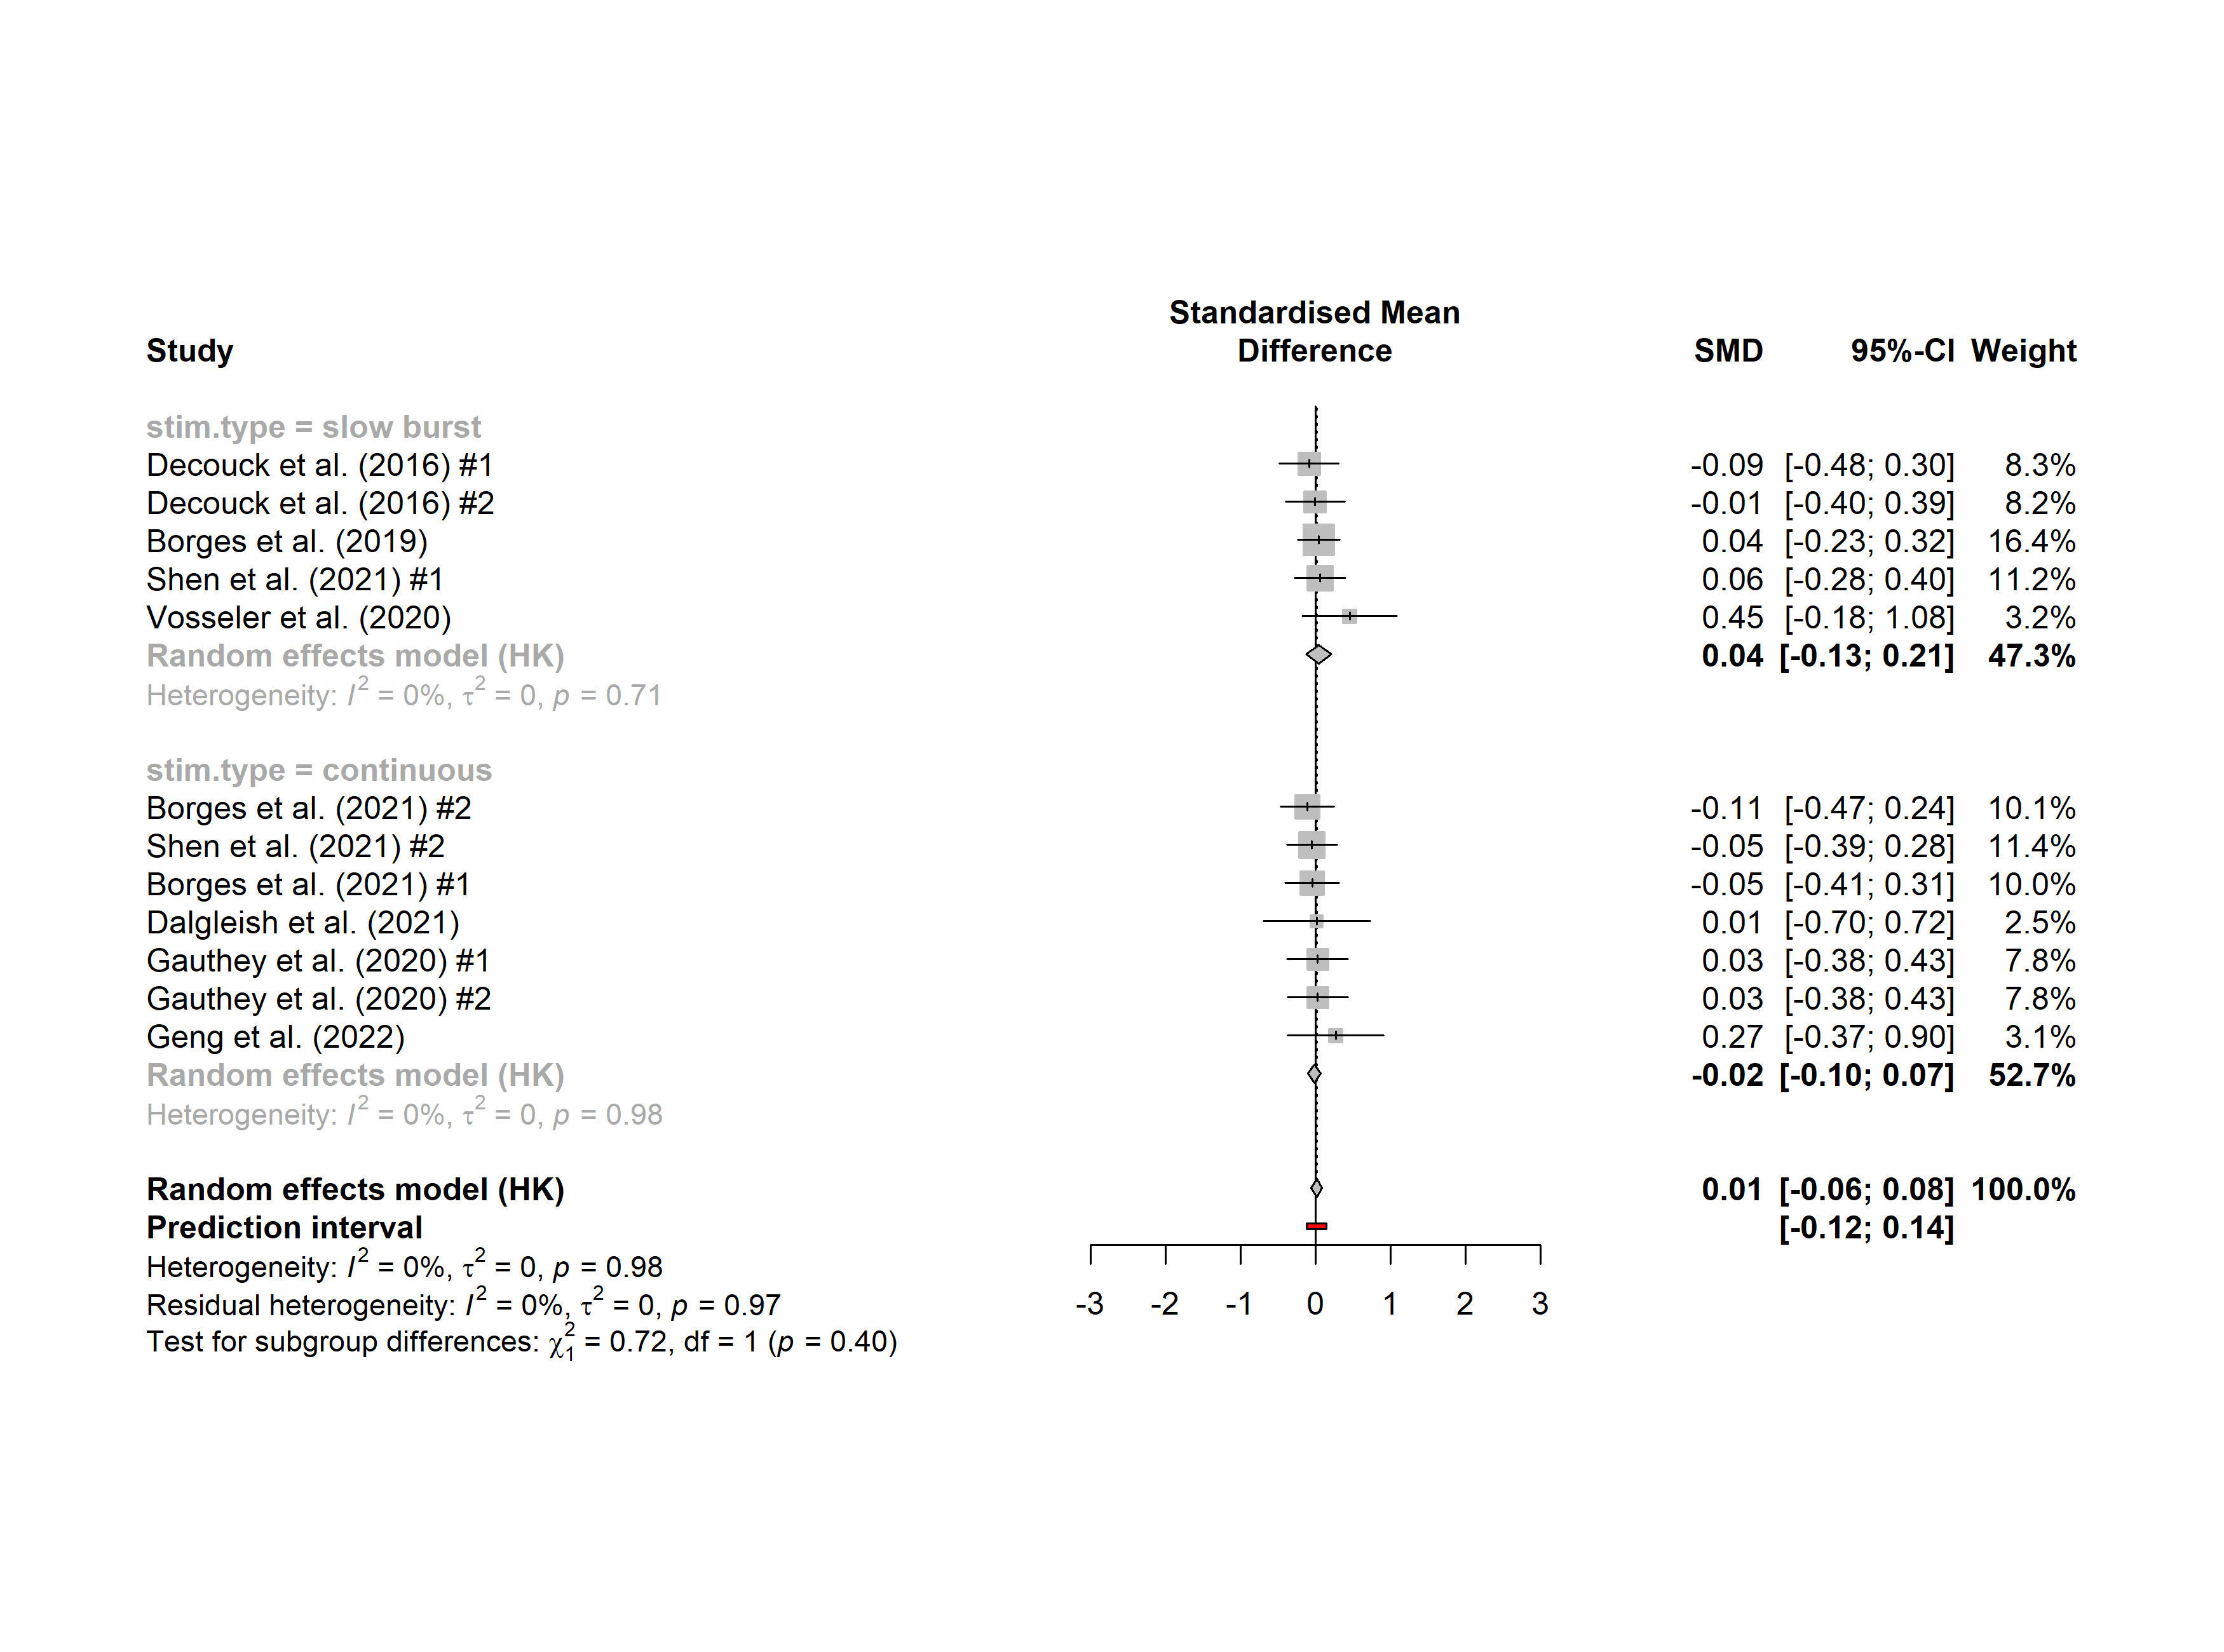 Standardised Mean
Study Difference SMD 95%-CI Weight
stim.type = slow burst
Decouck et al. (2016) #1 -0.09 [-0.48; 0.30] 8.3%
Decouck et al. (2016) #2 -0.01 [-0.40; 0.39] 8.2%
Borges et al. (2019) 0.04 [-0.23; 0.32] 16.4%
Shen et al. (2021) #1 0.06 [-0.28; 0.40] 11.2%
Vosseler et al. (2020) 0.45 [-0.18; 1.08] 3.2%
Random effects model (HK) 0.04 [-0.13; 0.21] 47.3%
Heterogeneity: I² = 0%, τ² = 0, p = 0.71
stim.type = continuous
Borges et al. (2021) #2 -0.11 [-0.47; 0.24] 10.1%
Shen et al. (2021) #2 -0.05 [-0.39; 0.28] 11.4%
Borges et al. (2021) #1 -0.05 [-0.41; 0.31] 10.0%
Dalgleish et al. (2021) 0.01 [-0.70; 0.72] 2.5%
Gauthey et al. (2020) #1 0.03 [-0.38; 0.43] 7.8%
Gauthey et al. (2020) #2 0.03 [-0.38; 0.43] 7.8%
Geng et al. (2022) 0.27 [-0.37; 0.90] 3.1%
Random effects model (HK) -0.02 [-0.10; 0.07] 52.7%
Heterogeneity: I² = 0%, τ² = 0, p = 0.98
Random effects model (HK) 0.01 [-0.06; 0.08] 100.0%
Prediction interval [-0.12; 0.14]
Heterogeneity: I² = 0%, τ² = 0, p = 0.98
Residual heterogeneity: I² = 0%, τ² = 0, p = 0.97
-3 -2 -1 0 1 2 3
Test for subgroup differences: χ²₁ = 0.72, df = 1 (p = 0.40)